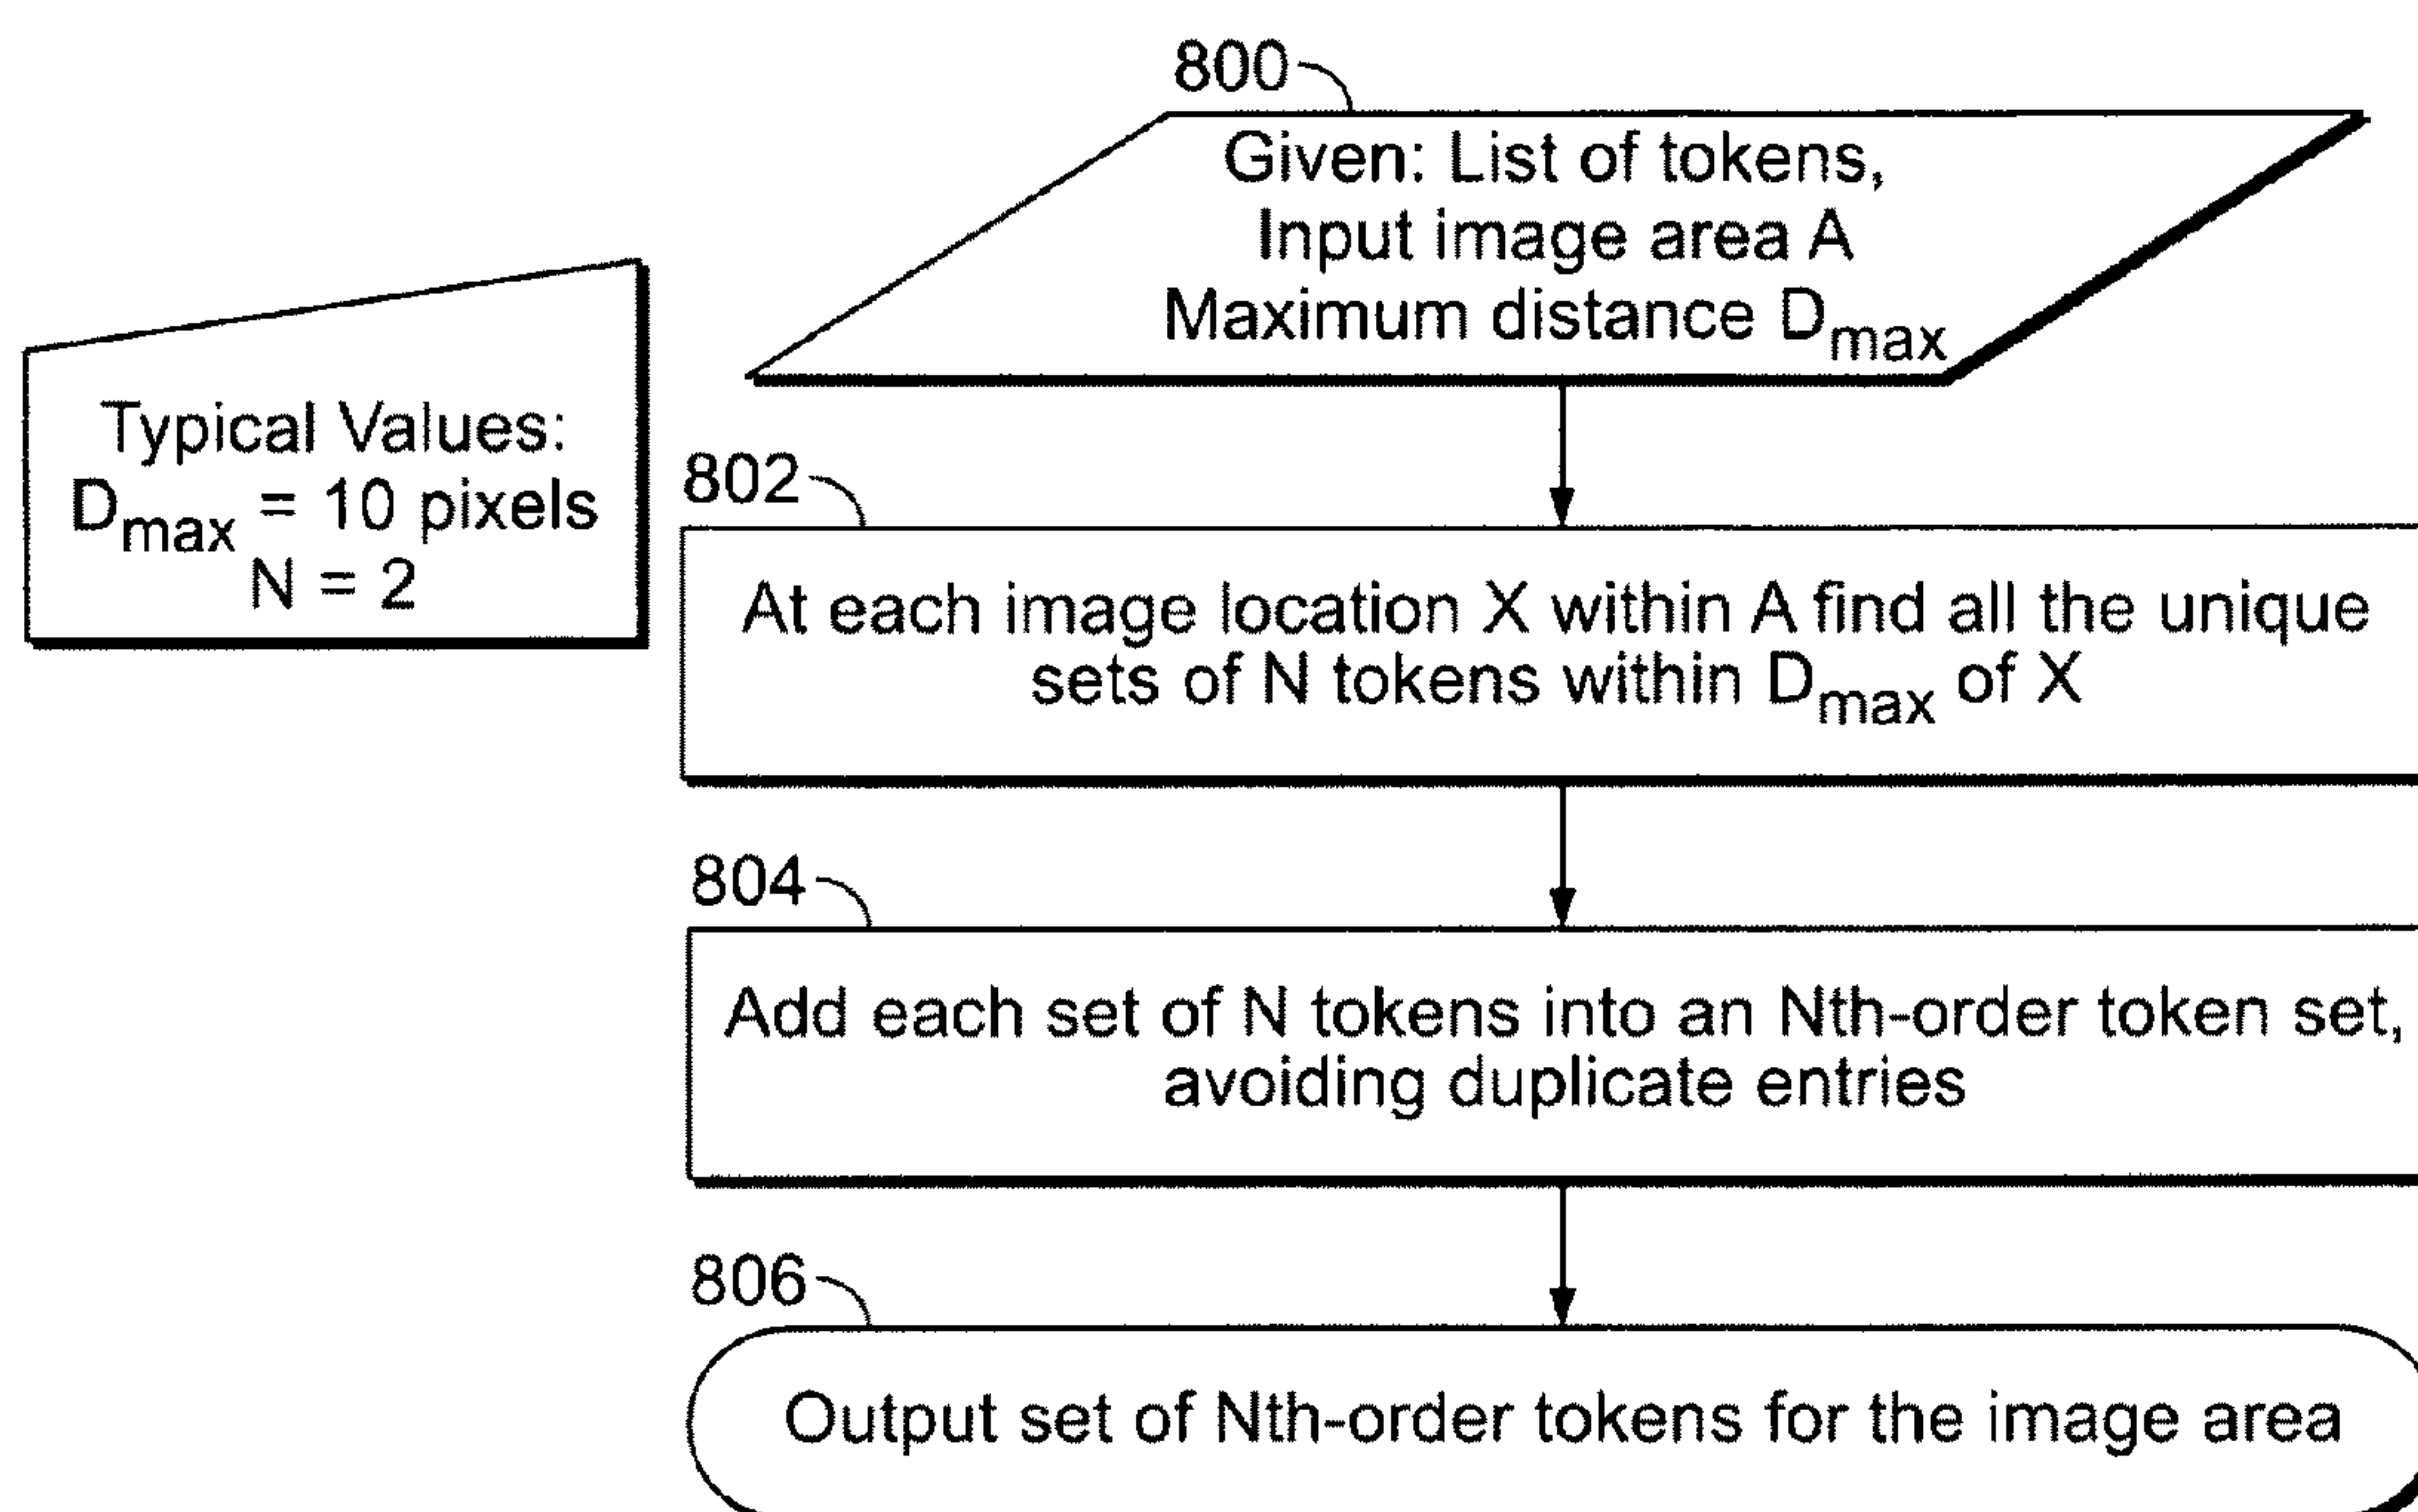 800
Given: List of tokens,
Input image area A
Maximum distance Dmax
Typical Values:
Dmax = 10 pixels
N = 2
802
At each image location X within A find all the unique
sets of N tokens within Dmax of X
804
Add each set of N tokens into an Nth-order token set,
avoiding duplicate entries
806
Output set of Nth-order tokens for the image area